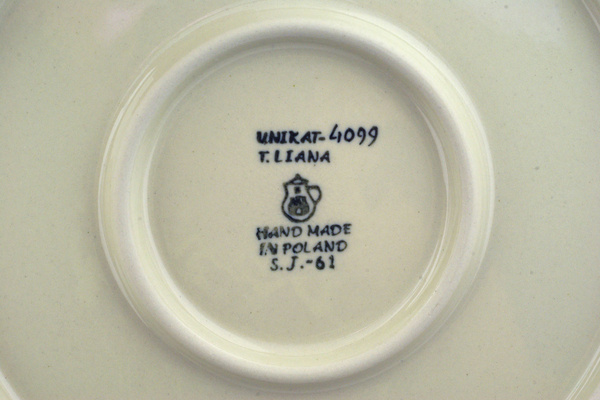 UNIKAT-4099
T.LIANA
HAND MADE
IN POLAND
S.J.-61